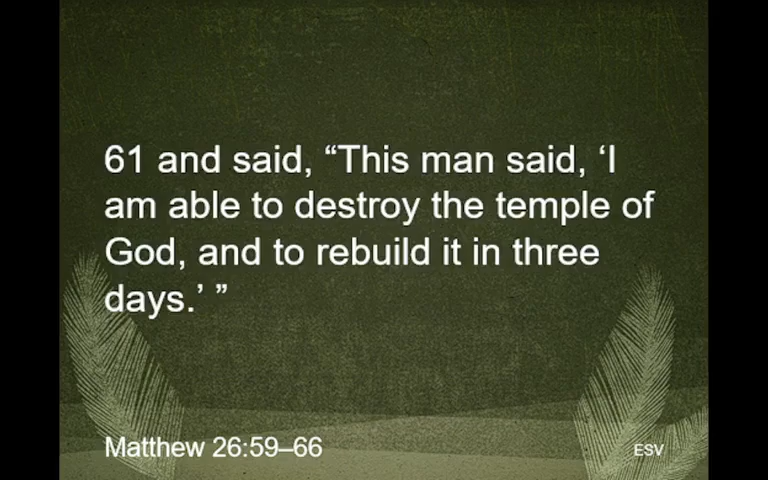 61 and said, “This man said, ‘I
am able to destroy the temple of
God, and to rebuild it in three
days.’ ”
Matthew 26:59–66
ESV